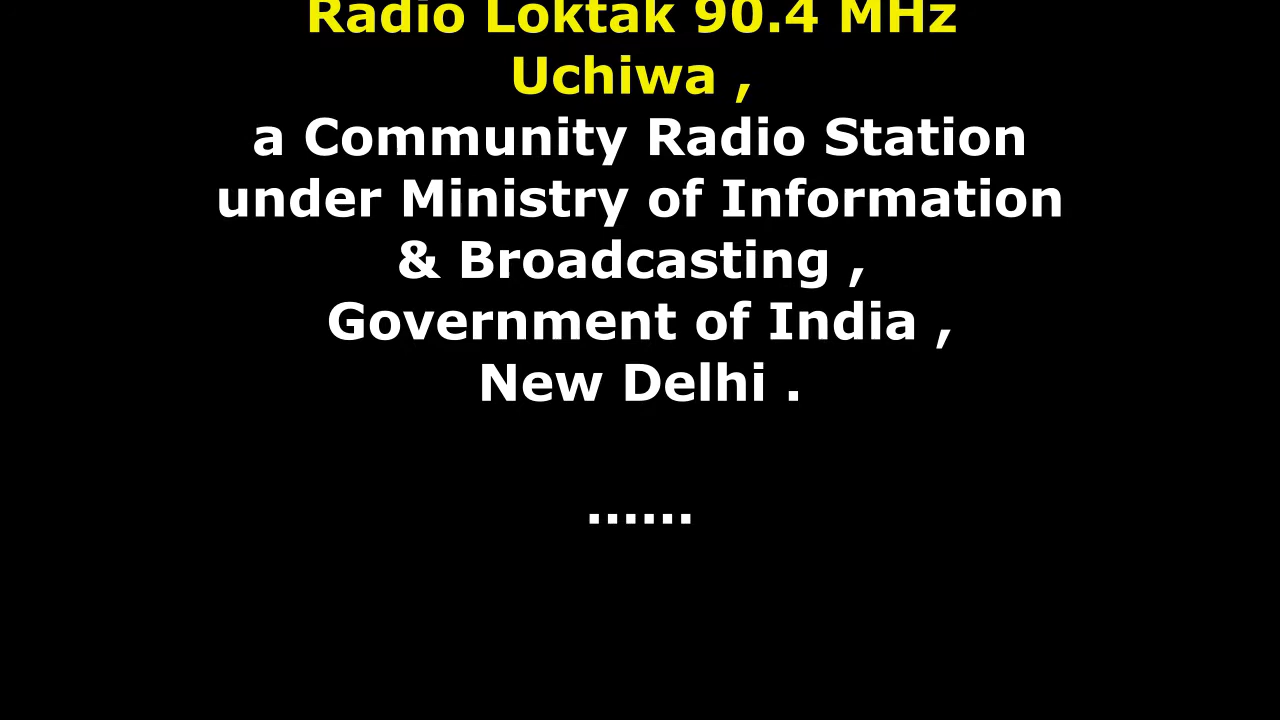 Radio Loktak 90.4 MHz
Uchiwa ,
a Community Radio Station
under Ministry of Information
& Broadcasting ,
Government of India ,
New Delhi .
......